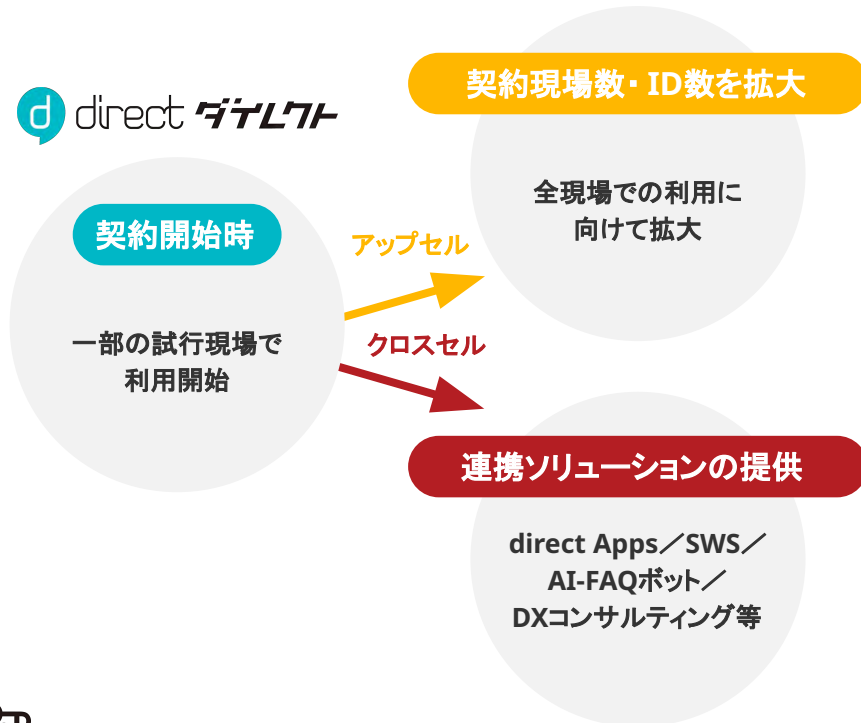 direct ダイレクト
契約開始時
一部の試行現場で
利用開始
アップセル
クロスセル
契約現場数・ID数を拡大
全現場での利用に
向けて拡大
連携ソリューションの提供
direct Apps／SWS／
AI-FAQボット／
DXコンサルティング等